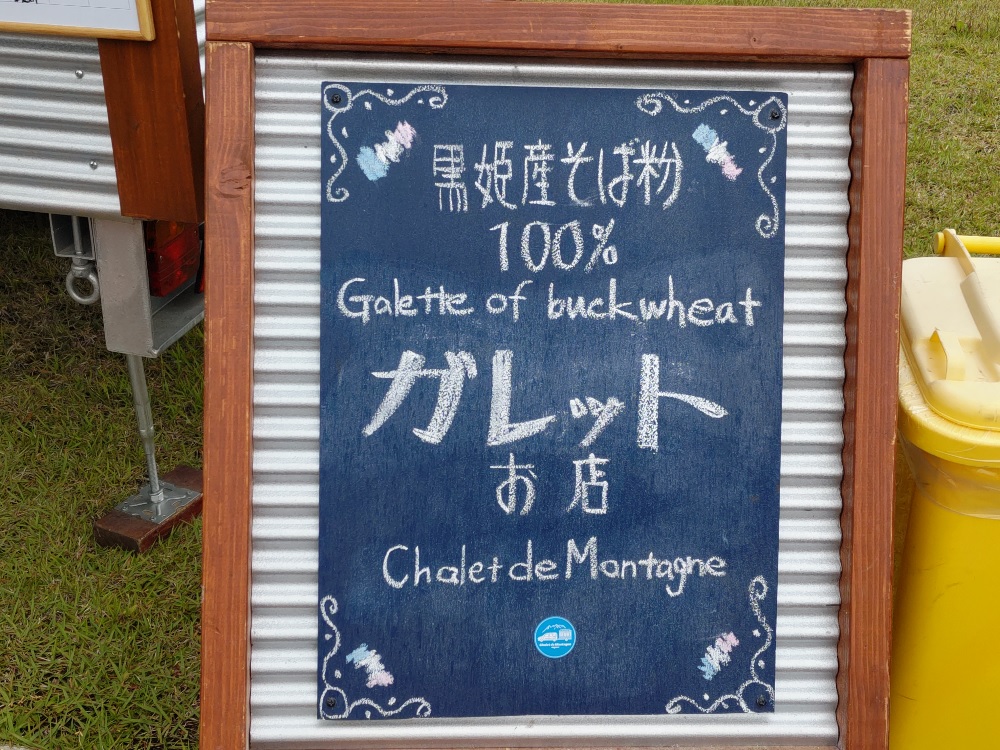 黒姫産そば粉
100%
Galette of buckwheat
ガレット
お店
Chalet de Montagne